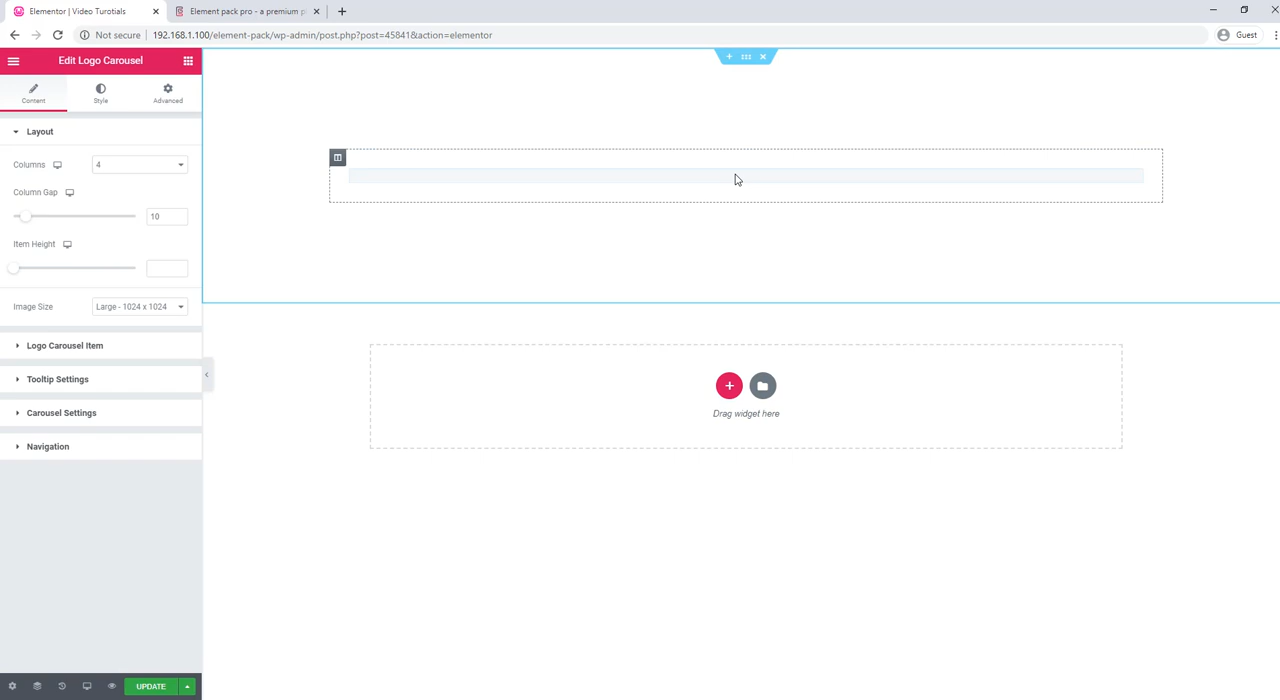 Elementor | Video Turotials
Element pack pro - a premium p
Not secure
192.168.1.100/element-pack/wp-admin/post.php?post=45841&action=elementor
Guest
Edit Logo Carousel
Content
Style
Advanced
Layout
Columns
4
Column Gap
10
Item Height
Image Size
Large - 1024 x 1024
Logo Carousel Item
Tooltip Settings
Carousel Settings
Navigation
Drag widget here
UPDATE